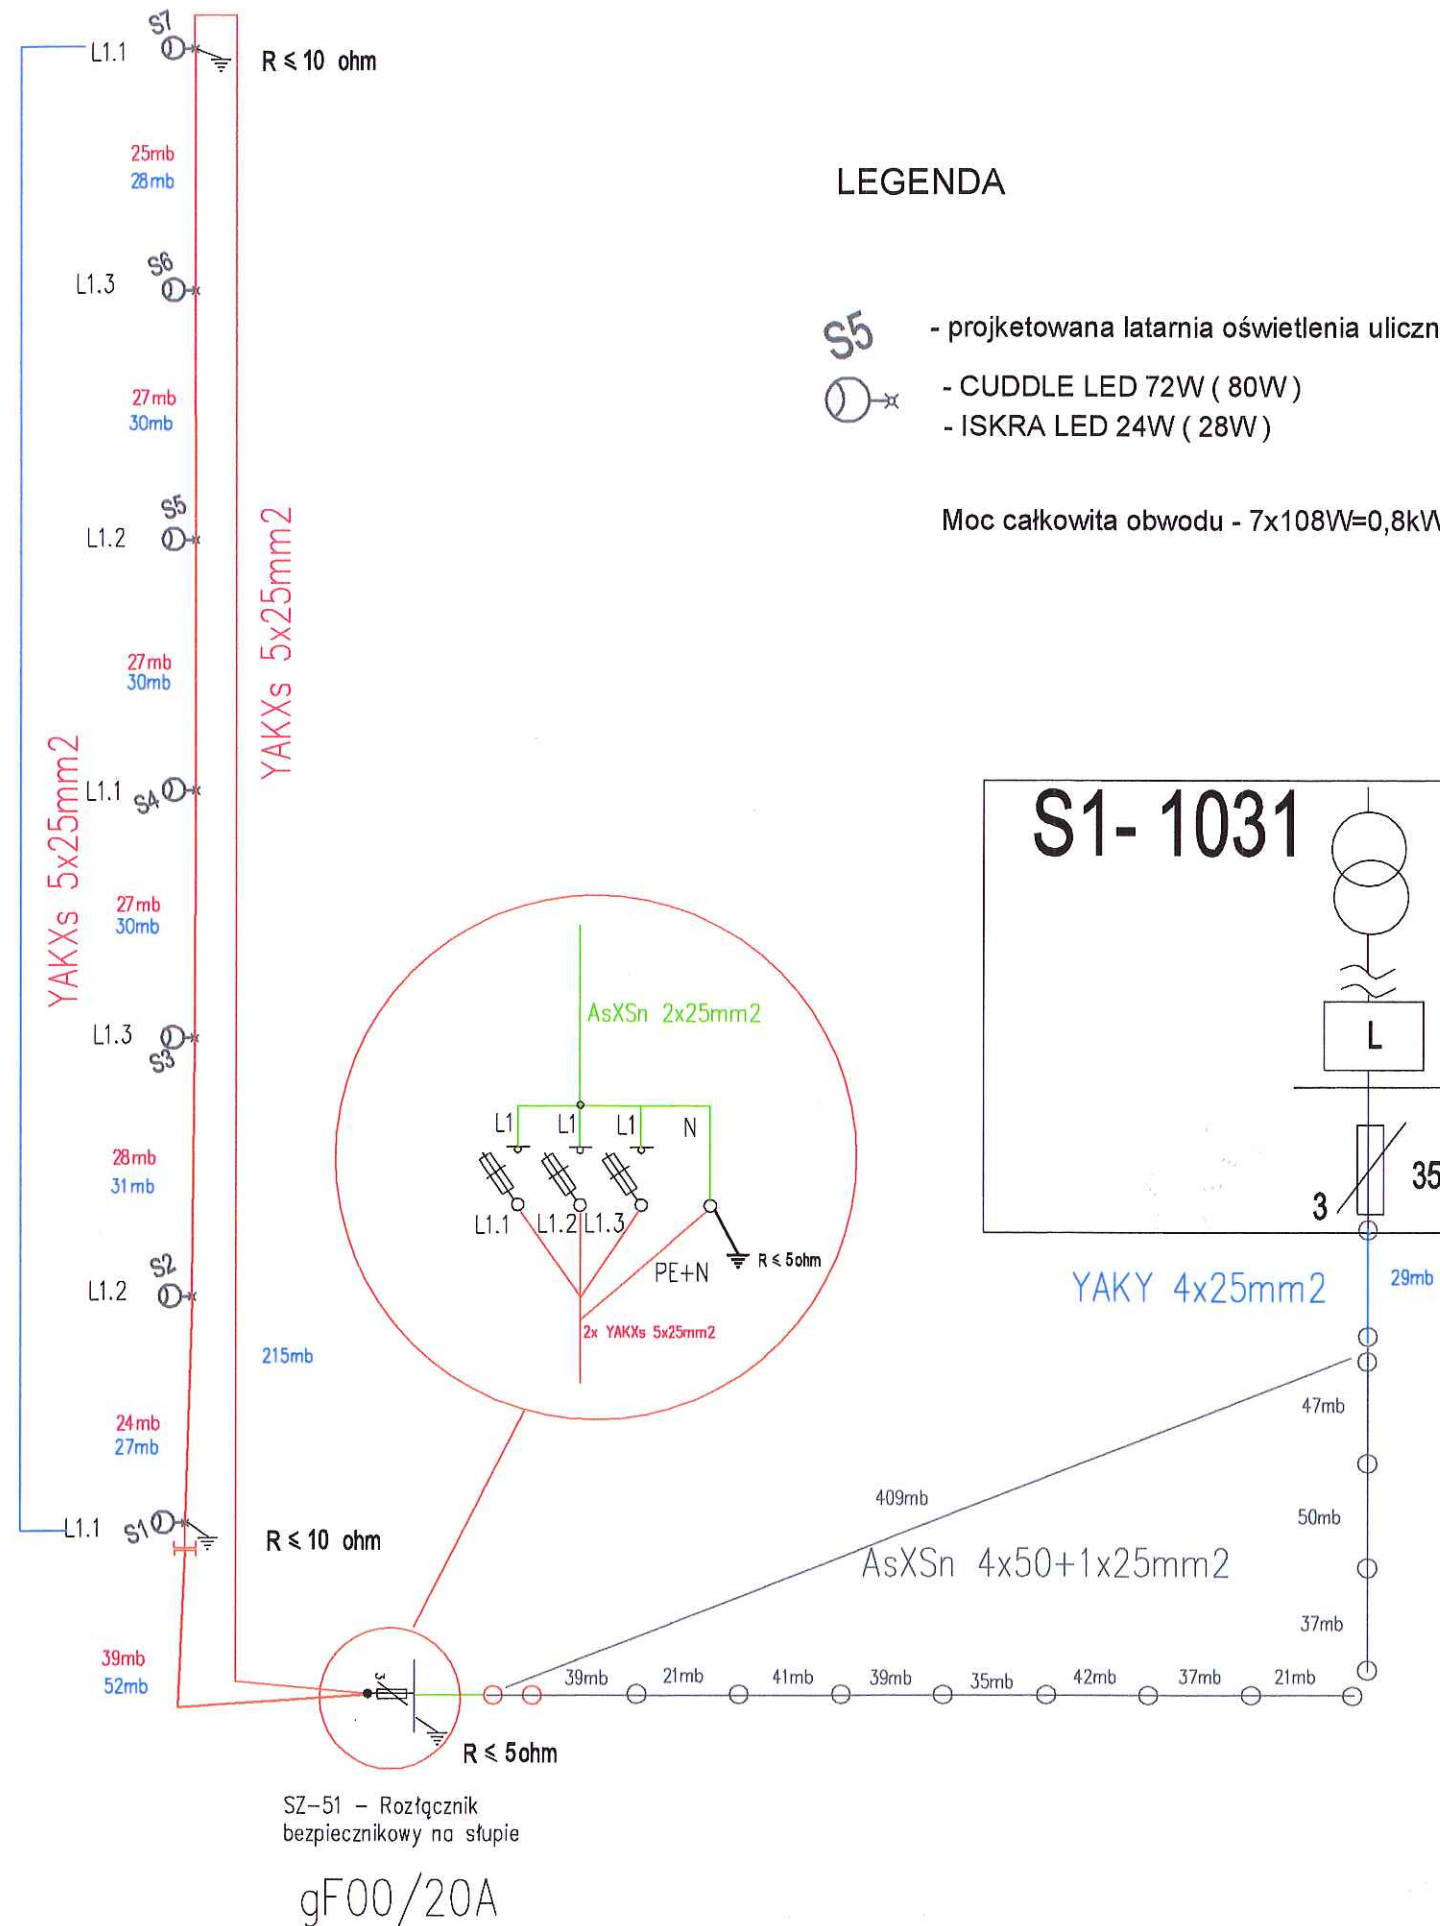 S7
L1.1
R ≤ 10 ohm
25mb
28mb
LEGENDA
S6
L1.3
S5
- projketowana latarnia oświetlenia uliczn
- CUDDLE LED 72W ( 80W )
- ISKRA LED 24W ( 28W )
27mb
30mb
S5
L1.2
YAKXs 5x25mm2
Moc całkowita obwodu - 7x108W=0,8kW
27mb
30mb
YAKXs 5x25mm2
L1.1
S4
S1- 1031
27mb
30mb
AsXSn 2x25mm2
L1.3
S3
L
L1
L1
L1
N
28mb
31mb
3
35
L1.1
L1.2
L1.3
PE+N
R ≤ 5ohm
S2
L1.2
YAKY 4x25mm2
29mb
2x YAKXs 5x25mm2
215mb
47mb
24mb
27mb
409mb
50mb
L1.1
S1
R ≤ 10 ohm
AsXSn 4x50+1x25mm2
37mb
39mb
52mb
3
39mb
21mb
41mb
39mb
35mb
42mb
37mb
21mb
R ≤ 5ohm
SZ-51 - Rozłącznik
bezpiecznikowy na słupie
gF00/20A